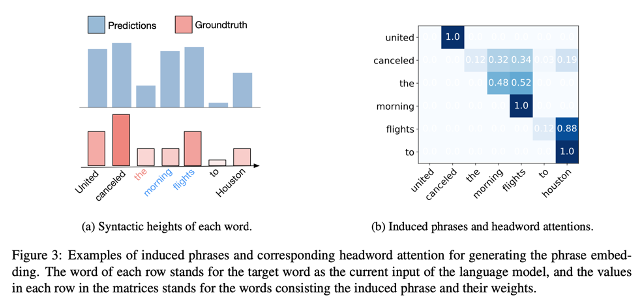 Predictions
Groundtruth
United
canceled
the
morning
flights
to
Houston
(a) Syntactic heights of each word.
united
canceled
the
morning
flights
to
1.0
0.12 0.32 0.34 0.19
0.48 0.52
1.0
0.12 0.88
1.0
united
canceled
the
morning
flights
to
houston
(b) Induced phrases and headword attentions.
Figure 3: Examples of induced phrases and corresponding headword attention for generating the phrase embed-
ding. The word of each row stands for the target word as the current input of the language model, and the values
in each row in the matrices stands for the words consisting the induced phrase and their weights.